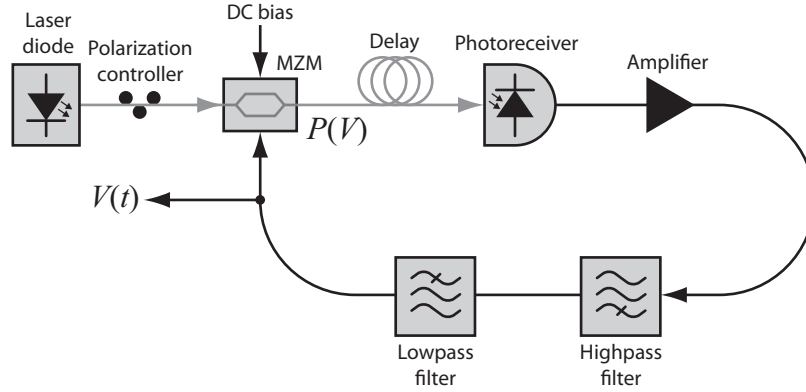 Laser
diode
Polarization
controller
DC bias
MZM
P(V)
Delay
Photoreceiver
Amplifier
V(t)
Lowpass
filter
Highpass
filter